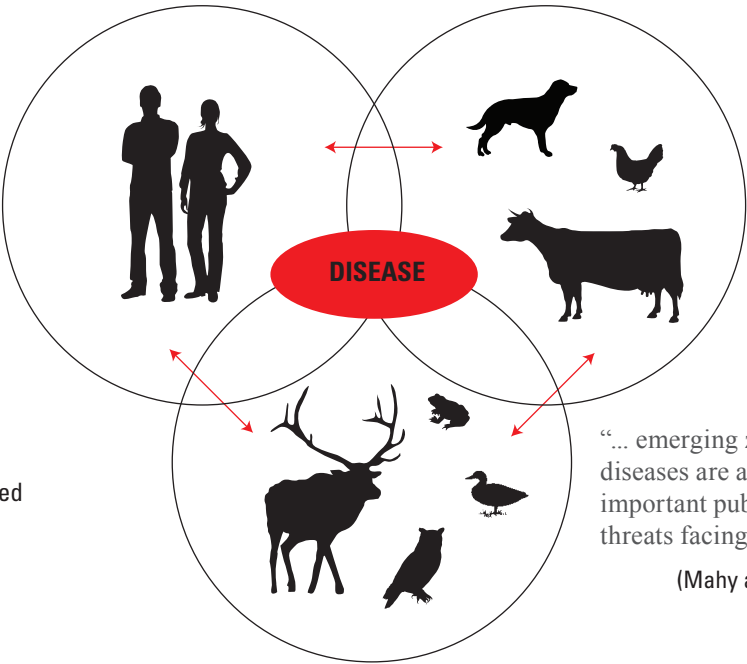 DISEASE
ed
“... emerging
diseases are a
important pub
threats facing
(Mahy a